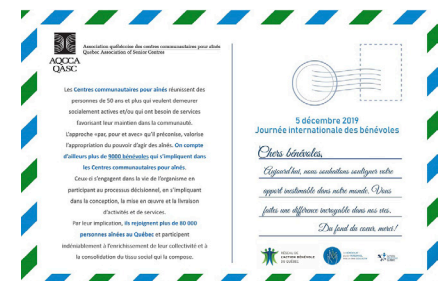 Association québécoise des centres communautaires pour aînés
Quebec Association of Senior Centres
AQCCA
QASC
Les Centres communautaires pour aînés réunissent des
personnes de 50 ans et plus qui veulent demeurer
socialement actives et/ou qui ont besoin de services
favorisant leur maintien dans la communauté.
L'approche «par, pour et avec» qu'il préconise, valorise
l'appropriation du pouvoir d'agir des aînés. On compte
d'ailleurs plus de 9000 bénévoles qui s'impliquent dans
les Centres communautaires pour aînés.
Ceux-ci s'engagent dans la vie de l'organisme en
participant au processus décisionnel, en s'impliquant
dans la conception, la mise en œuvre et la livraison
d'activités et de services.
Par leur implication, ils rejoignent plus de 80 000
personnes aînées au Québec et participent
indéniablement à l'enrichissement de leur collectivité et à
la consolidation du tissu social qui la compose.
5 décembre 2019
Journée internationale des bénévoles
Chers bénévoles,
Aujourd'hui, nous souhaitons souligner votre
apport inestimable dans notre monde. Vous
faites une différence incroyable dans nos vies.
Du fond du cœur, merci!
RÉSEAU DE
L'ACTION BÉNÉVOLE
DU QUÉBEC